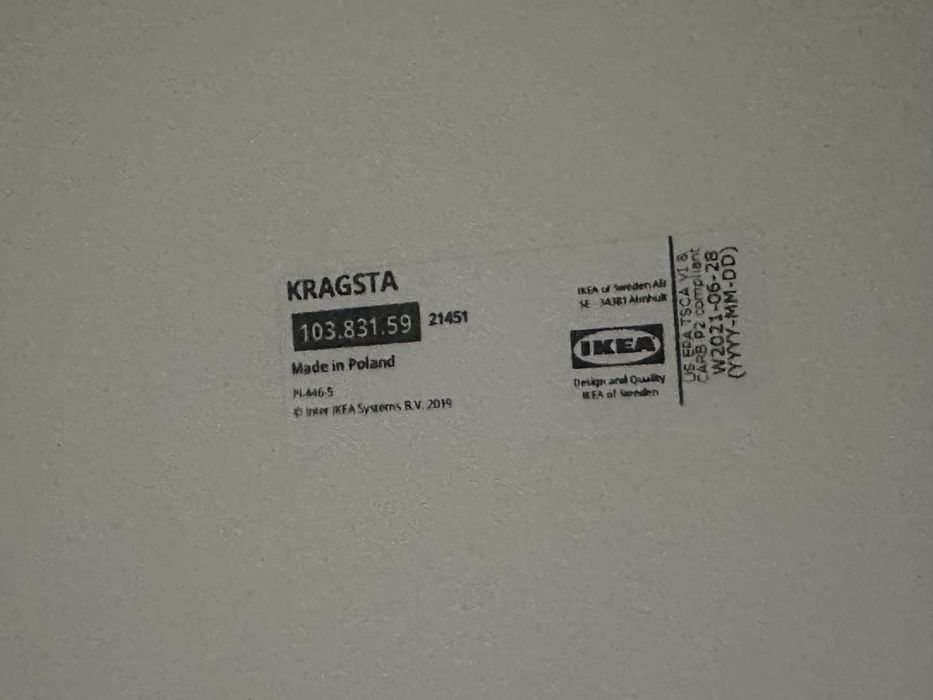 KRAGSTA
103.831.59 21451
Made in Poland
PI-446-5
© Inter IKEA Systems B.V. 2019
IKEA of Sweden AB
SE - 34381 Älmhult
IKEA
Design and Quality
IKEA of Sweden
US EPA TSCA VI &
CARB P2 compliant
W2021-06-28
(YYYY-MM-DD)